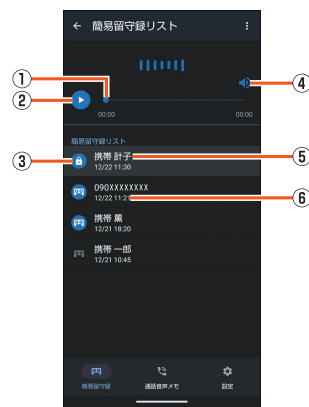 簡易留守録リスト
①
②
④
00:00
00:00
簡易留守録リスト
③
携帯 計子
12/22 11:30
⑤
090XXXXXXXX
12/22 11:21
⑥
携帯 薫
12/21 18:20
携帯 一郎
12/21 10:45
簡易留守録
通話音声メモ
設定